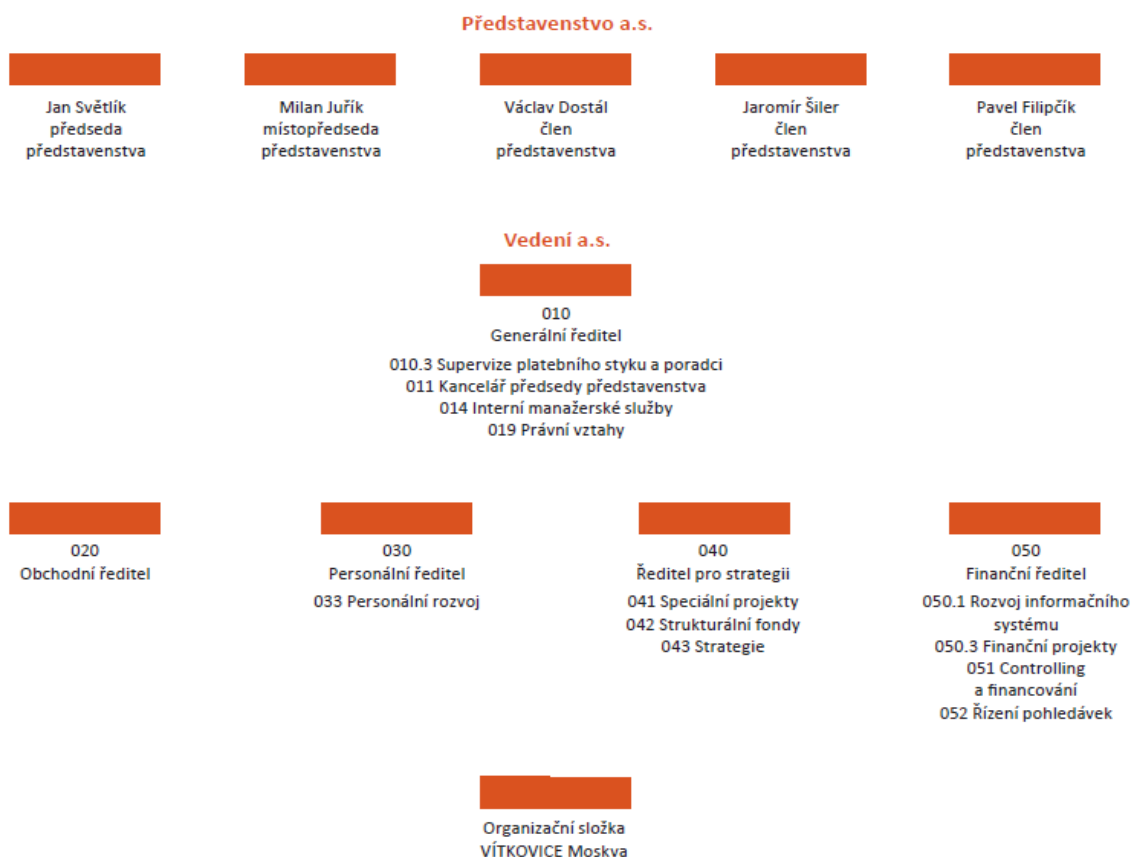 Představenstvo a.s.
Jan Světlík
předseda
představenstva
Milan Juřík
místopředseda
představenstva
Václav Dostál
člen
představenstva
Jaromír Šiler
člen
představenstva
Pavel Filipčík
člen
představenstva
Vedení a.s.
010
Generální ředitel
010.3 Supervize platebního styku a poradci
011 Kancelář předsedy představenstva
014 Interní manažerské služby
019 Právní vztahy
020
Obchodní ředitel
030
Personální ředitel
033 Personální rozvoj
040
Ředitel pro strategii
041 Speciální projekty
042 Strukturální fondy
043 Strategie
050
Finanční ředitel
050.1 Rozvoj informačního
systému
050.3 Finanční projekty
051 Controlling
a financování
052 Řízení pohledávek
Organizační složka
VÍTKOVICE Moskva